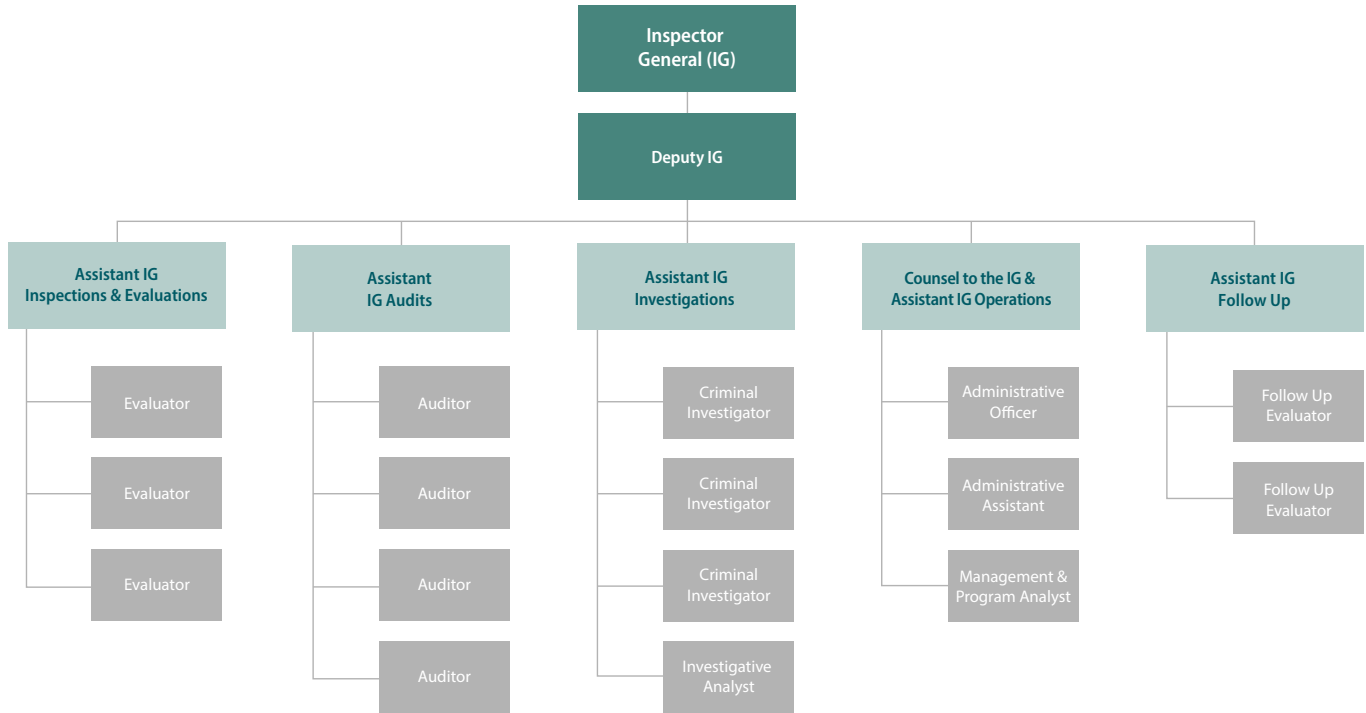 Inspector
General (IG)
Deputy IG
Assistant IG
Inspections & Evaluations
Evaluator
Evaluator
Evaluator
Assistant
IG Audits
Auditor
Auditor
Auditor
Auditor
Assistant IG
Investigations
Criminal
Investigator
Criminal
Investigator
Criminal
Investigator
Investigative
Analyst
Counsel to the IG &
Assistant IG Operations
Administrative
Officer
Administrative
Assistant
Management &
Program Analyst
Assistant IG
Follow Up
Follow Up
Evaluator
Follow Up
Evaluator